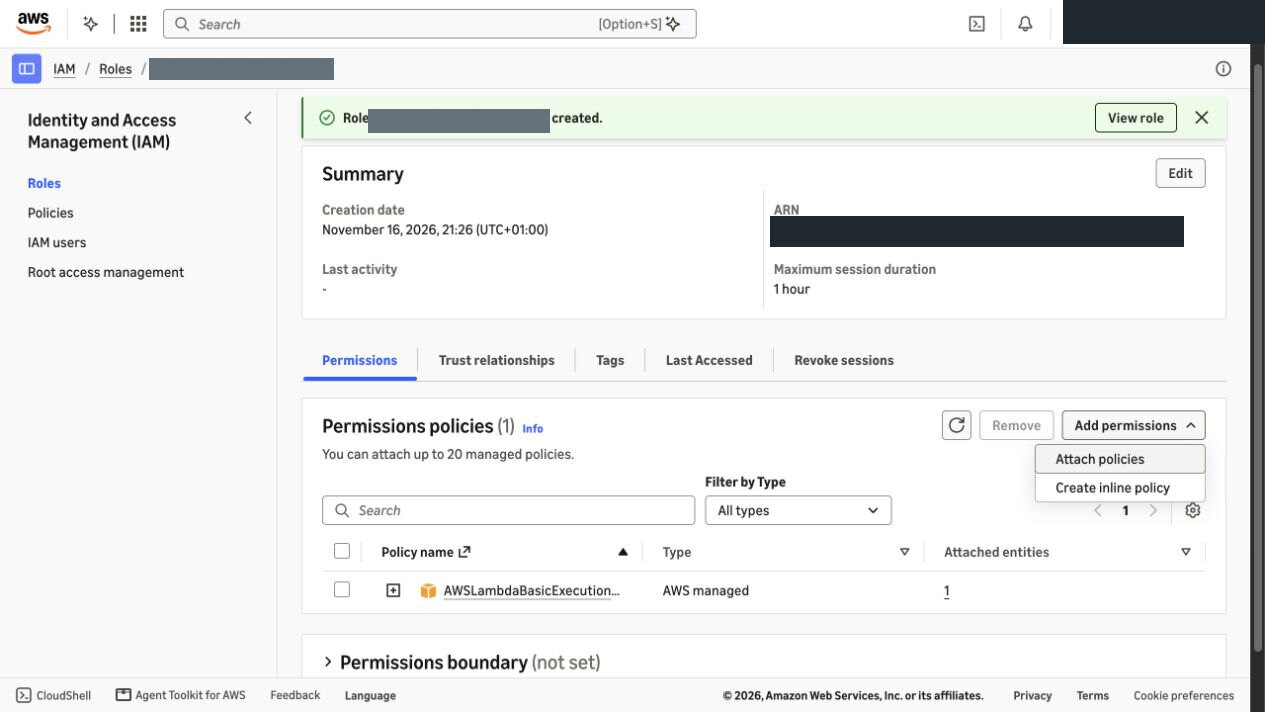 aws
Search [Option+S]
IAM / Roles /
Identity and Access
Management (IAM)
Roles
Policies
IAM users
Root access management
Role created. View role
Summary Edit
Creation date
November 16, 2026, 21:26 (UTC+01:00)
ARN
Last activity
-
Maximum session duration
1 hour
Permissions Trust relationships Tags Last Accessed Revoke sessions
Permissions policies (1) Info
Remove Add permissions
You can attach up to 20 managed policies.
Attach policies
Create inline policy
Filter by Type
Search All types
1
Policy name Type Attached entities
AWSLambdaBasicExecution... AWS managed 1
Permissions boundary (not set)
CloudShell Agent Toolkit for AWS Feedback Language © 2026, Amazon Web Services, Inc. or its affiliates. Privacy Terms Cookie preferences